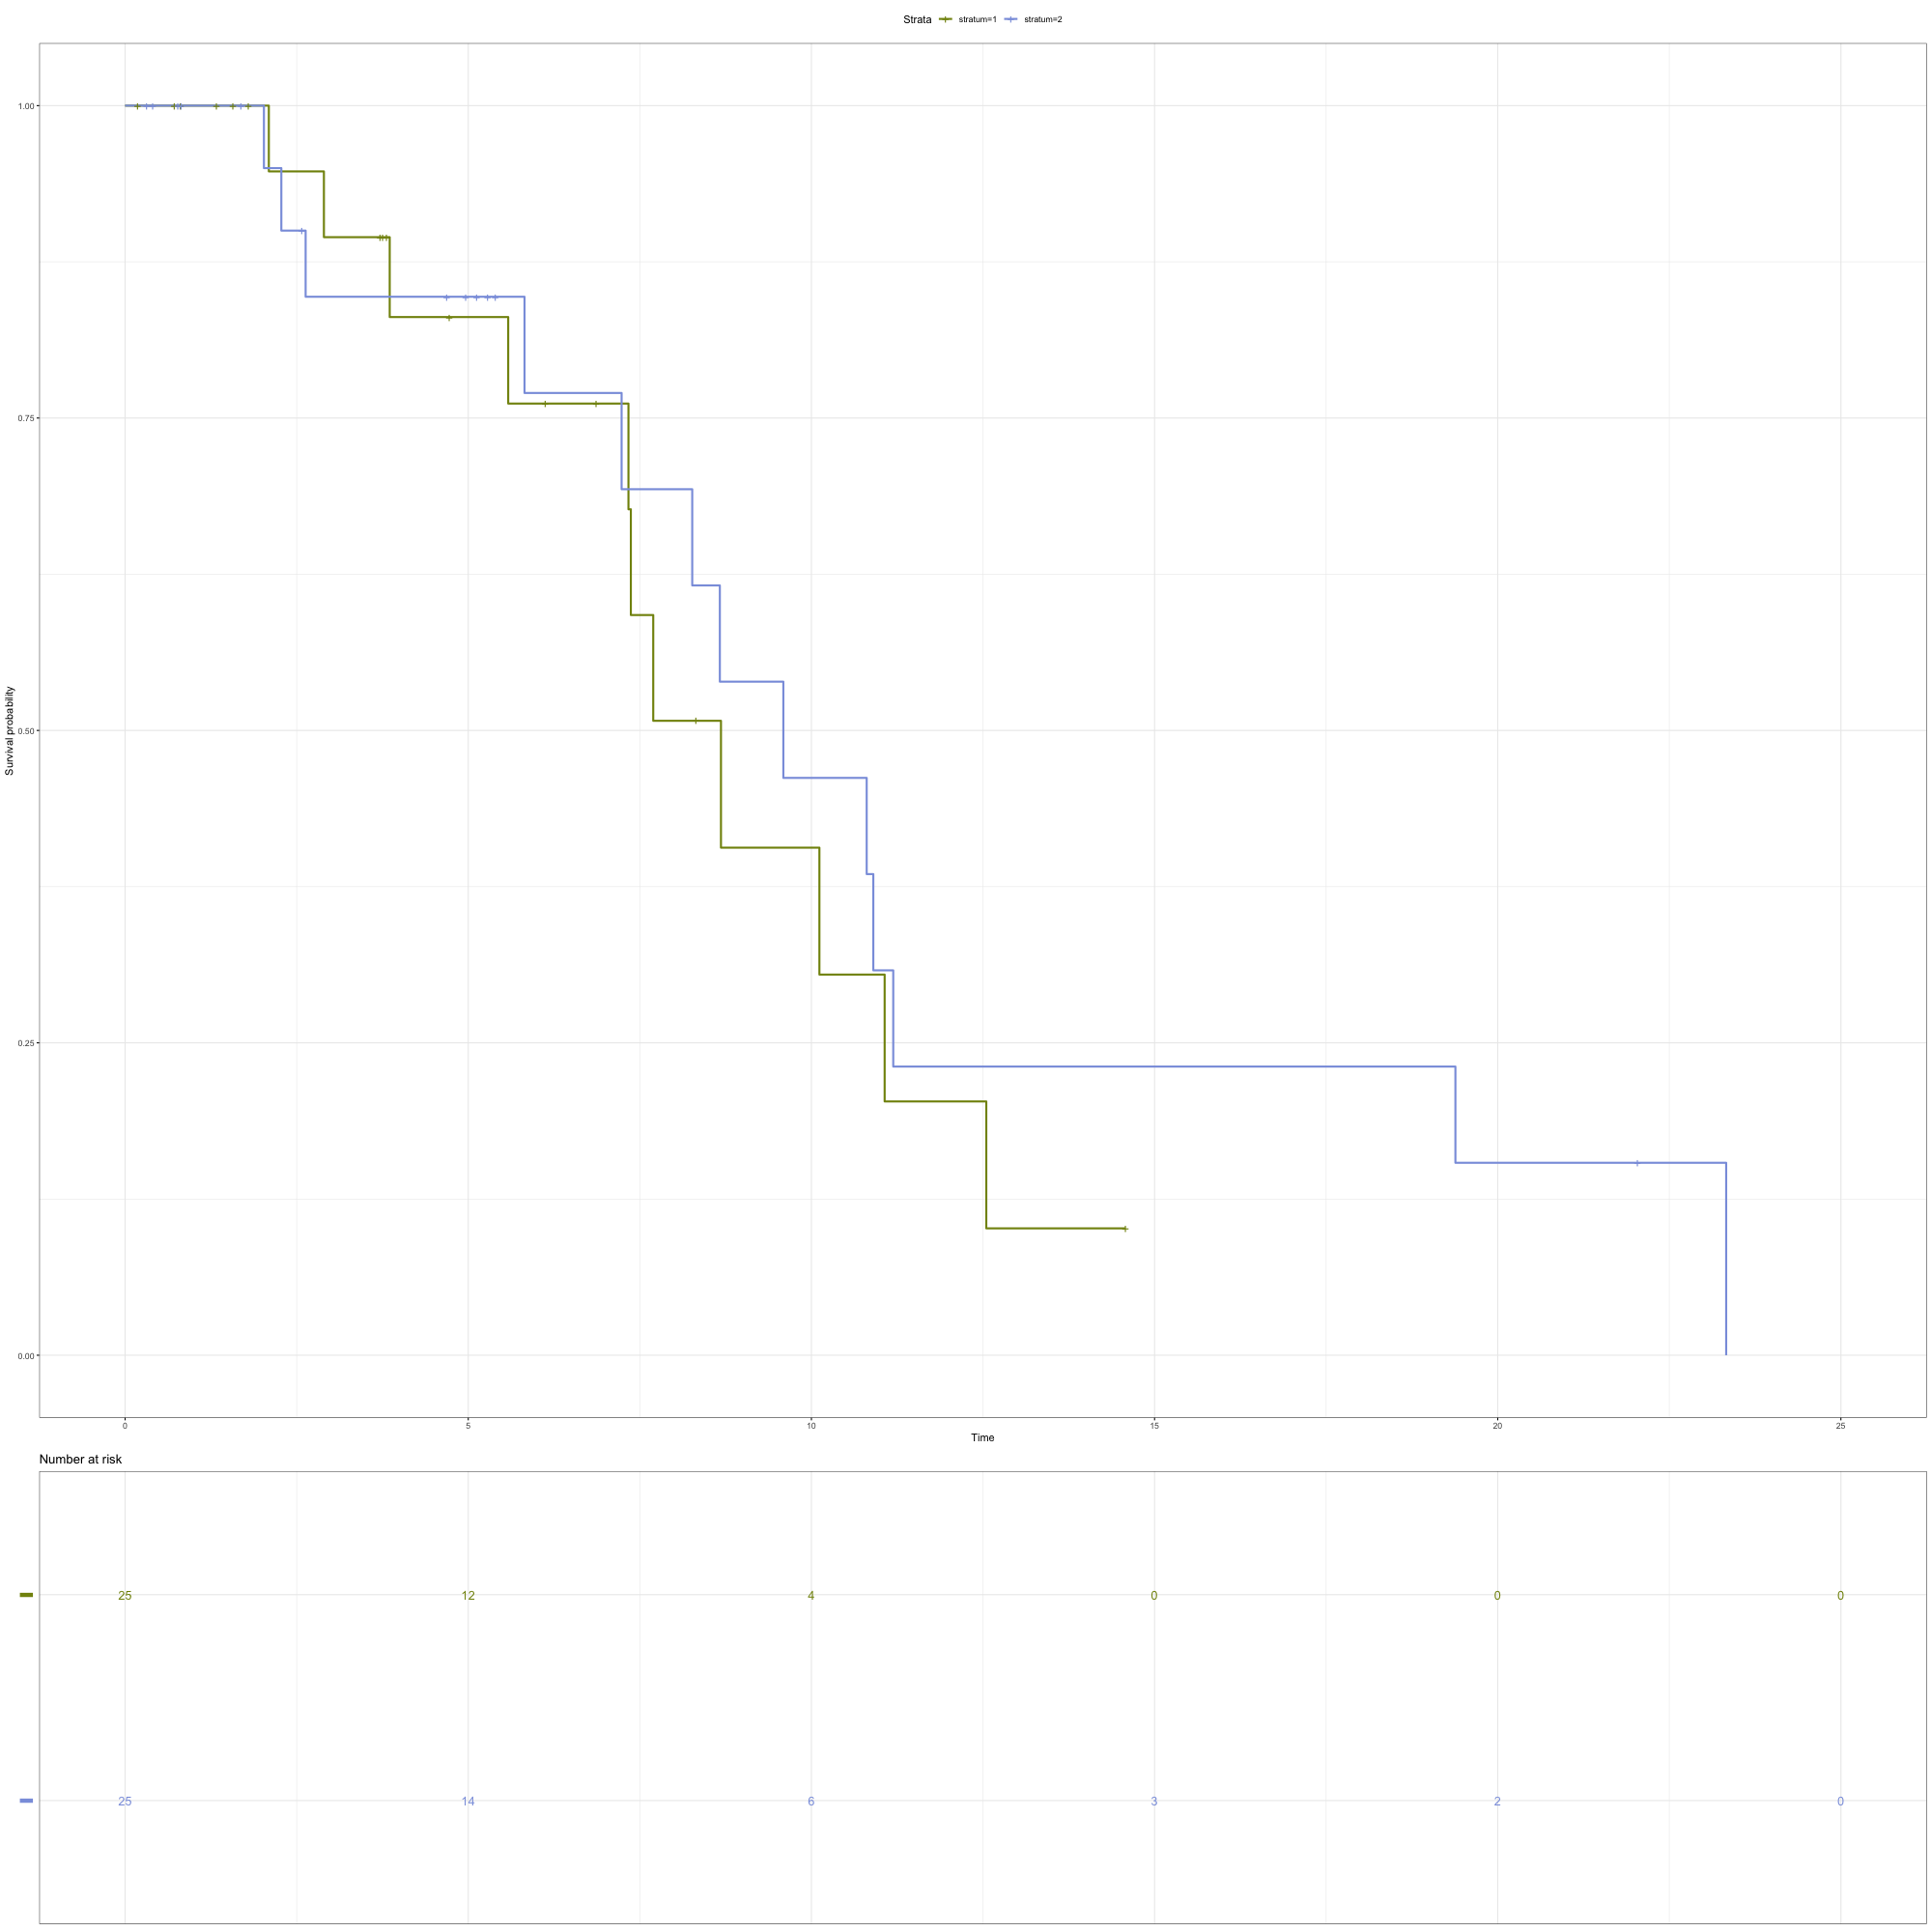 Strata stratum=1 stratum=2
1.00
0.75
0.50
0.25
0.00
Survival probability
0 5 10 15 20 25
Time
Number at risk
25 12 4 0 0 0
25 14 6 3 2 0